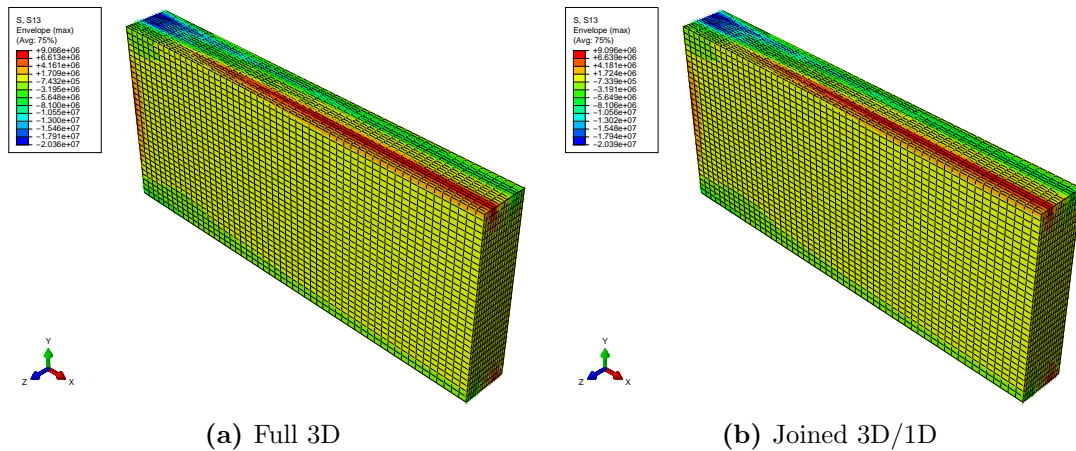 S, S13
Envelope (max)
(Avg: 75%)
+9.066e+06
+6.613e+06
+4.161e+06
+1.709e+06
−7.432e+05
−3.195e+06
−5.648e+06
−8.100e+06
−1.055e+07
−1.300e+07
−1.546e+07
−1.791e+07
−2.036e+07
Y
Z
X
(a) Full 3D
S, S13
Envelope (max)
(Avg: 75%)
+9.096e+06
+6.639e+06
+4.181e+06
+1.724e+06
−7.339e+05
−3.191e+06
−5.649e+06
−8.106e+06
−1.056e+07
−1.302e+07
−1.548e+07
−1.794e+07
−2.039e+07
Y
Z
X
(b) Joined 3D/1D